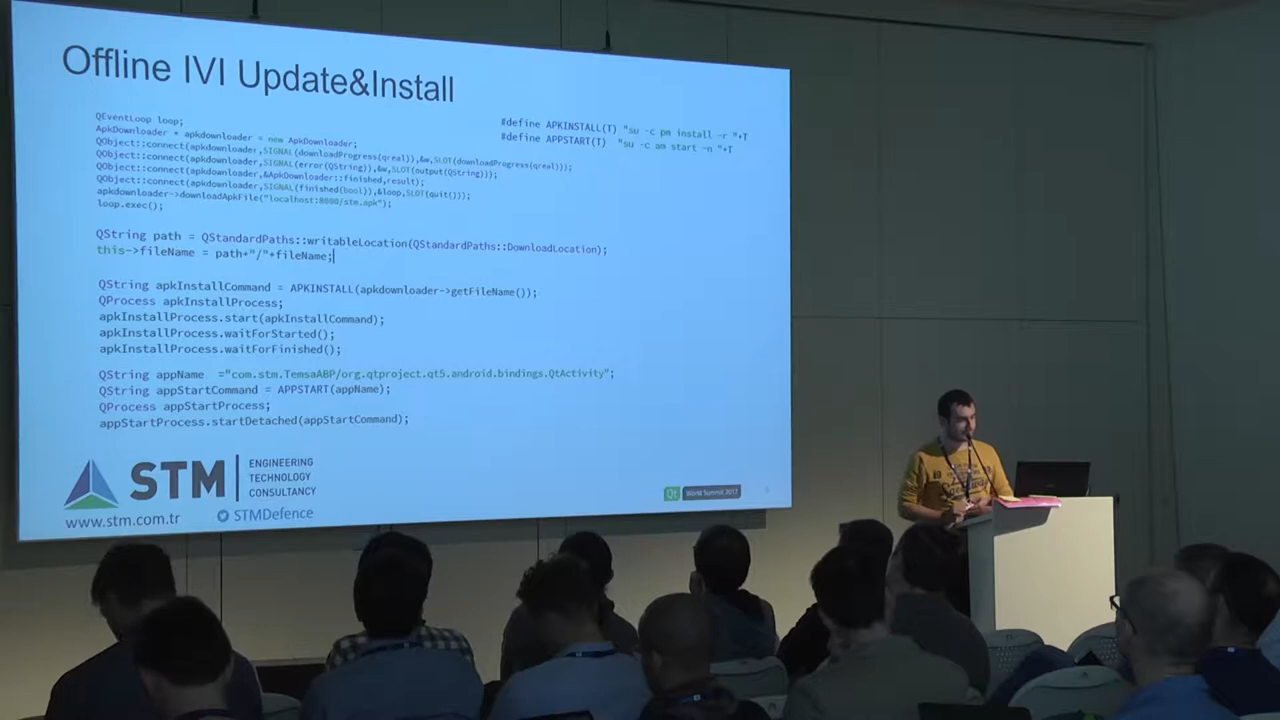 Offline IVI Update&Install
QEventLoop loop;
ApkDownloader * apkdownloader = new ApkDownloader;
QObject::connect(apkdownloader,SIGNAL(downloadProgress(qreal)),&w,SLOT(downloadProgress(qreal)));
QObject::connect(apkdownloader,SIGNAL(error(QString)),&w,SLOT(output(QString)));
QObject::connect(apkdownloader,&ApkDownloader::finished,result);
QObject::connect(apkdownloader,SIGNAL(finished(bool)),&loop,SLOT(quit()));
apkdownloader->downloadApkFile("localhost:8000/stm.apk");
loop.exec();
#define APKINSTALL(T) "su -c pm install -r "+T
#define APPSTART(T) "su -c am start -n "+T
QString path = QStandardPaths::writableLocation(QStandardPaths::DownloadLocation);
this->fileName = path+"/"+fileName;
QString apkInstallCommand = APKINSTALL(apkdownloader->getFileName());
QProcess apkInstallProcess;
apkInstallProcess.start(apkInstallCommand);
apkInstallProcess.waitForStarted();
apkInstallProcess.waitForFinished();
QString appName ="com.stm.TemsaABP/org.qtproject.qt5.android.bindings.QtActivity";
QString appStartCommand = APPSTART(appName);
QProcess appStartProcess;
appStartProcess.startDetached(appStartCommand);
STM
ENGINEERING
TECHNOLOGY
CONSULTANCY
www.stm.com.tr
STMDefence
Qt World Summit 2017